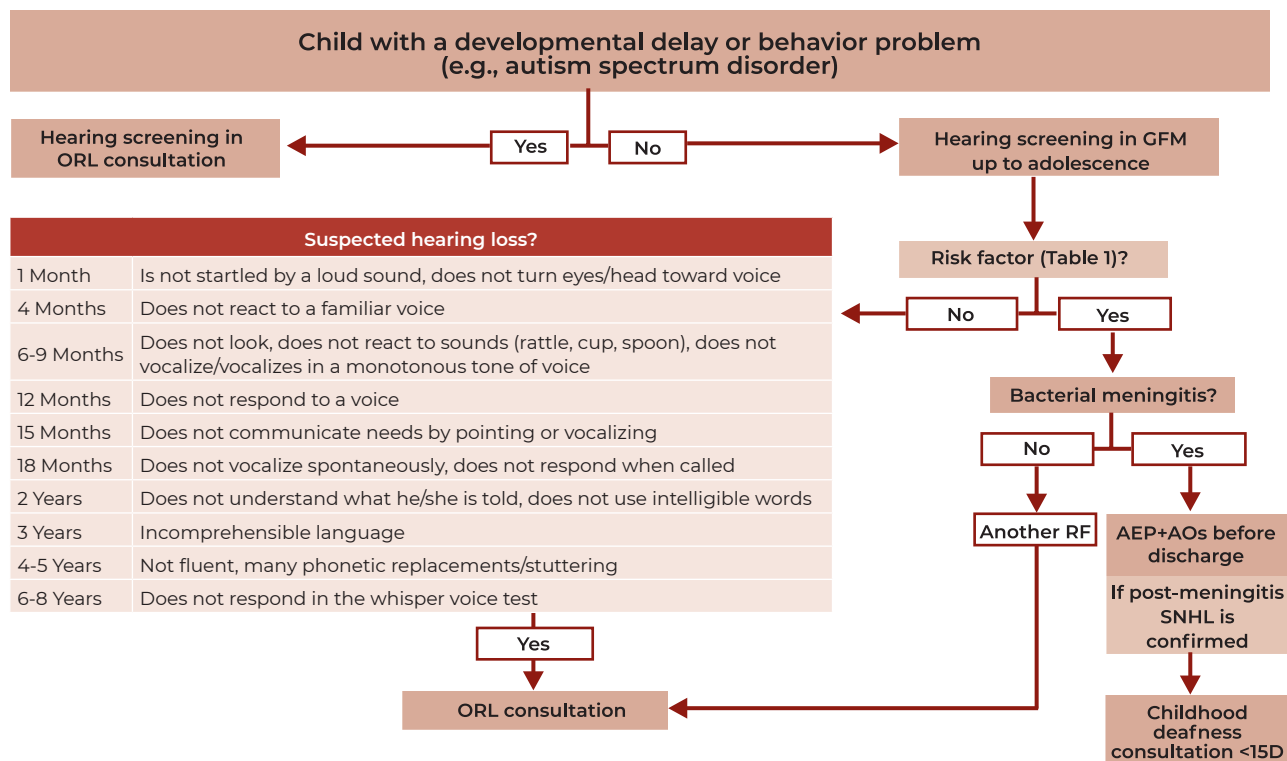 Child with a developmental delay or behavior problem
(e.g., autism spectrum disorder)
Hearing screening in
ORL consultation
Yes
No
Hearing screening in GFM
up to adolescence
Suspected hearing loss?
1 Month Is not startled by a loud sound, does not turn eyes/head toward voice
4 Months Does not react to a familiar voice
6-9 Months Does not look, does not react to sounds (rattle, cup, spoon), does not
vocalize/vocalizes in a monotonous tone of voice
12 Months Does not respond to a voice
15 Months Does not communicate needs by pointing or vocalizing
18 Months Does not vocalize spontaneously, does not respond when called
2 Years Does not understand what he/she is told, does not use intelligible words
3 Years Incomprehensible language
4-5 Years Not fluent, many phonetic replacements/stuttering
6-8 Years Does not respond in the whisper voice test
Yes
ORL consultation
Risk factor (Table 1)?
No
Yes
Bacterial meningitis?
No
Yes
Another RF
AEP+AOs before
discharge
If post-meningitis
SNHL is
confirmed
Childhood
deafness
consultation <15D